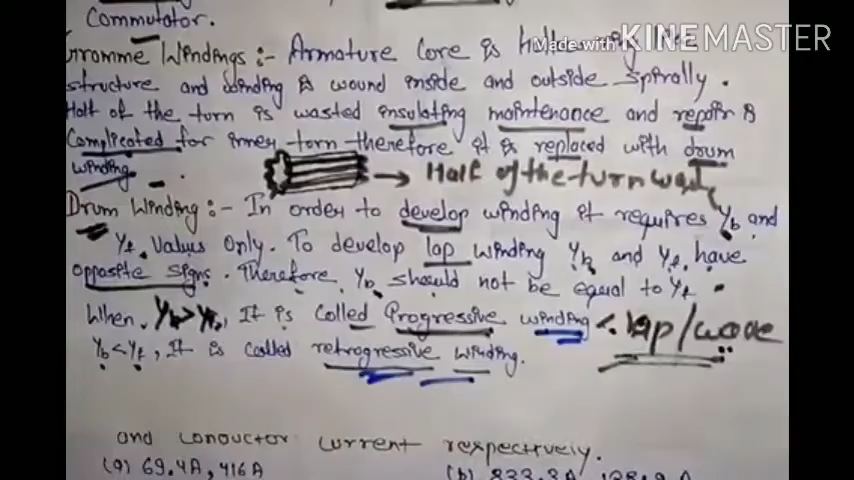 Commutator.
Gromme Windings :- Armature Core is
Made with KINEMASTER
structure and winding is wound inside and outside spirally.
Half of the turn is wasted insulating maintenance and repair is
Complicated for inner turn therefore it is replaced with drum
winding.
→ Half of the turn wast
Drum Winding :- In order to develop winding it requires Yb and
Yf Values Only. To develop lap winding Yb and Yf have
opposite signs. Therefore Yb should not be equal to Yf.
When Yb>Yf, It is Called Progressive winding < lap/wave
Yb<Yf, It is called retrogressive winding.
and conductor current respectively.
(a) 69.4A, 416A
(b) 833.3A,